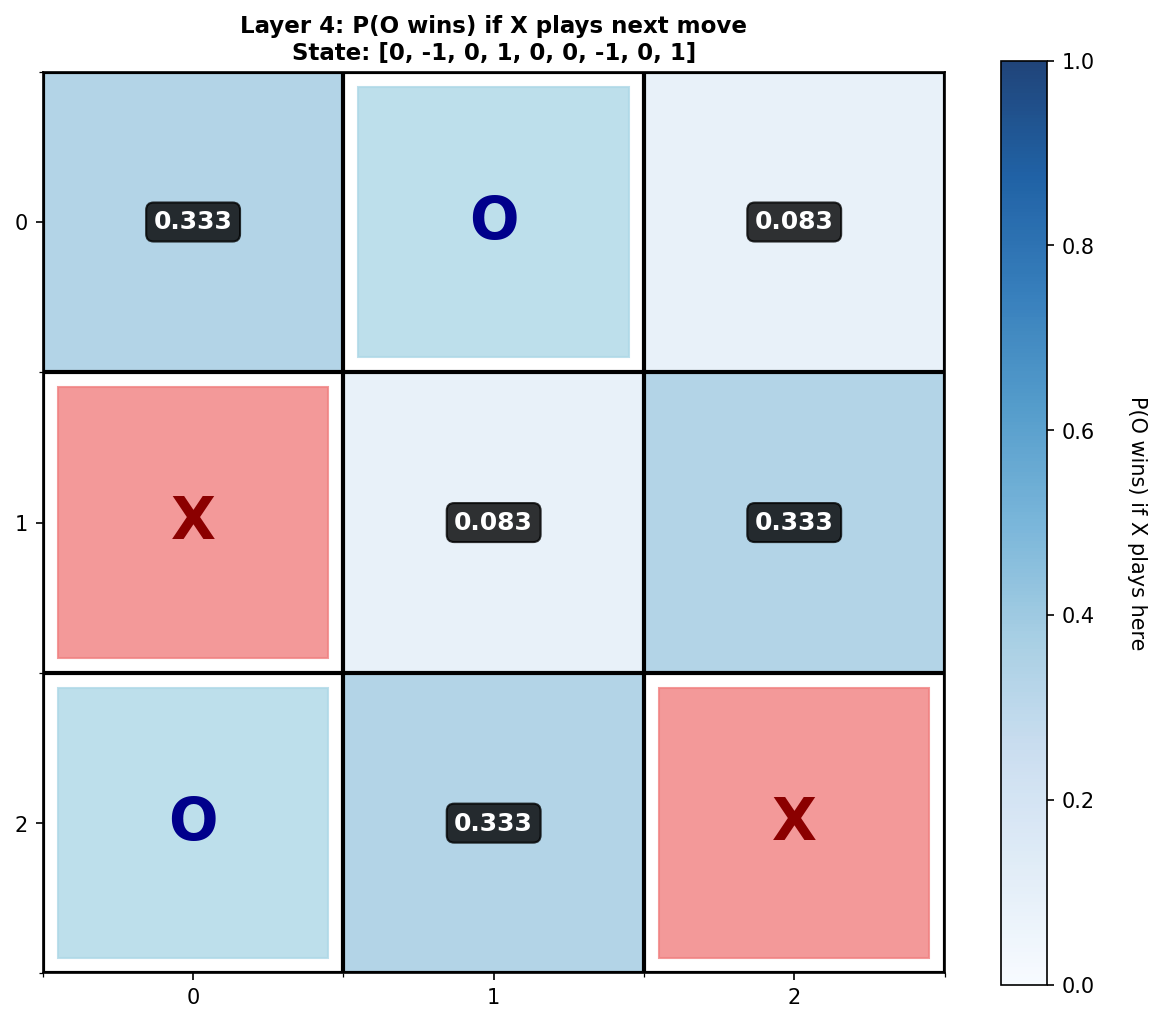 Layer 4: P(O wins) if X plays next move
State: [0, -1, 0, 1, 0, 0, -1, 0, 1]
0.333
O
0.083
X
0.083
0.333
O
0.333
X
0
1
2
0
1
2
1.0
0.8
0.6
0.4
0.2
0.0
P(O wins) if X plays here